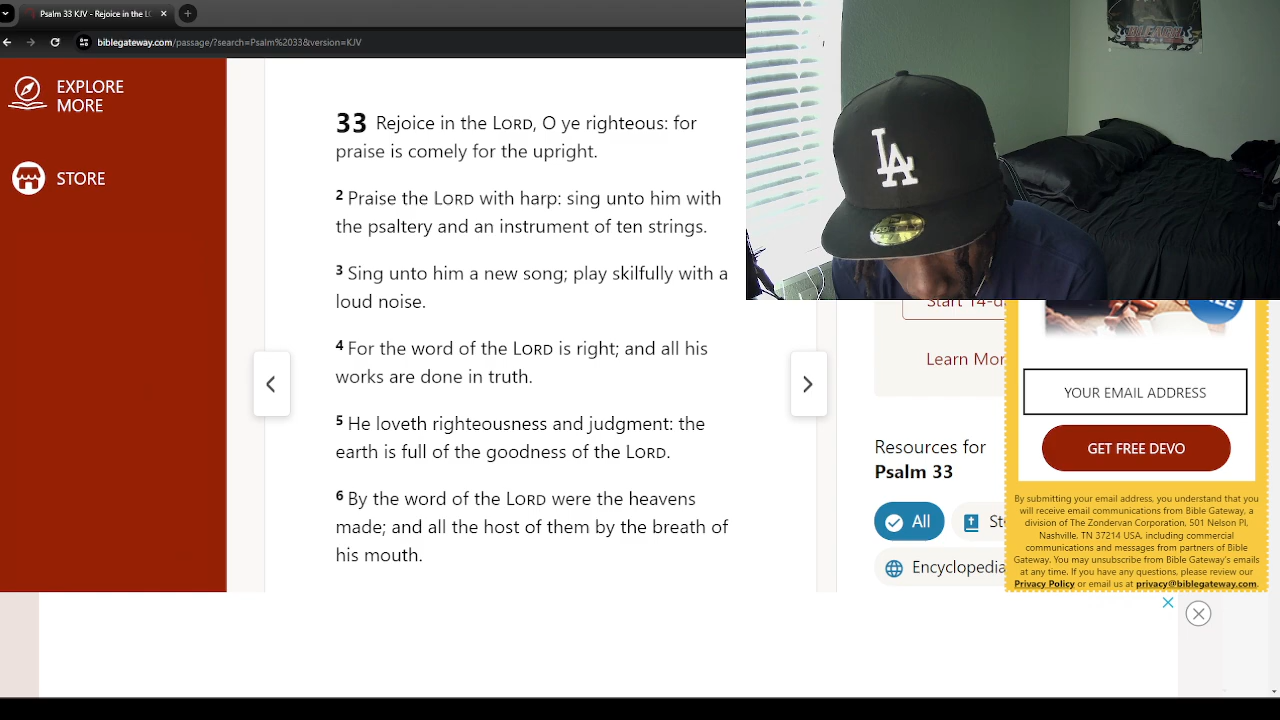 Psalm 33 KJV - Rejoice in the L
biblegateway.com/passage/?search=Psalm%2033&version=KJV
EXPLORE
MORE
STORE
33 Rejoice in the LORD, O ye righteous: for
praise is comely for the upright.
2 Praise the LORD with harp: sing unto him with
the psaltery and an instrument of ten strings.
3 Sing unto him a new song; play skilfully with a
loud noise.
4 For the word of the LORD is right; and all his
works are done in truth.
5 He loveth righteousness and judgment: the
earth is full of the goodness of the LORD.
6 By the word of the LORD were the heavens
made; and all the host of them by the breath of
his mouth.
BLEACH
LA
Start 14-d
Learn Mor
Resources for
Psalm 33
All
St
Encyclopedia
YOUR EMAIL ADDRESS
GET FREE DEVO
By submitting your email address, you understand that you
will receive email communications from Bible Gateway, a
division of The Zondervan Corporation, 501 Nelson Pl,
Nashville, TN 37214 USA, including commercial
communications and messages from partners of Bible
Gateway. You may unsubscribe from Bible Gateway's emails
at any time. If you have any questions, please review our
Privacy Policy or email us at privacy@biblegateway.com.